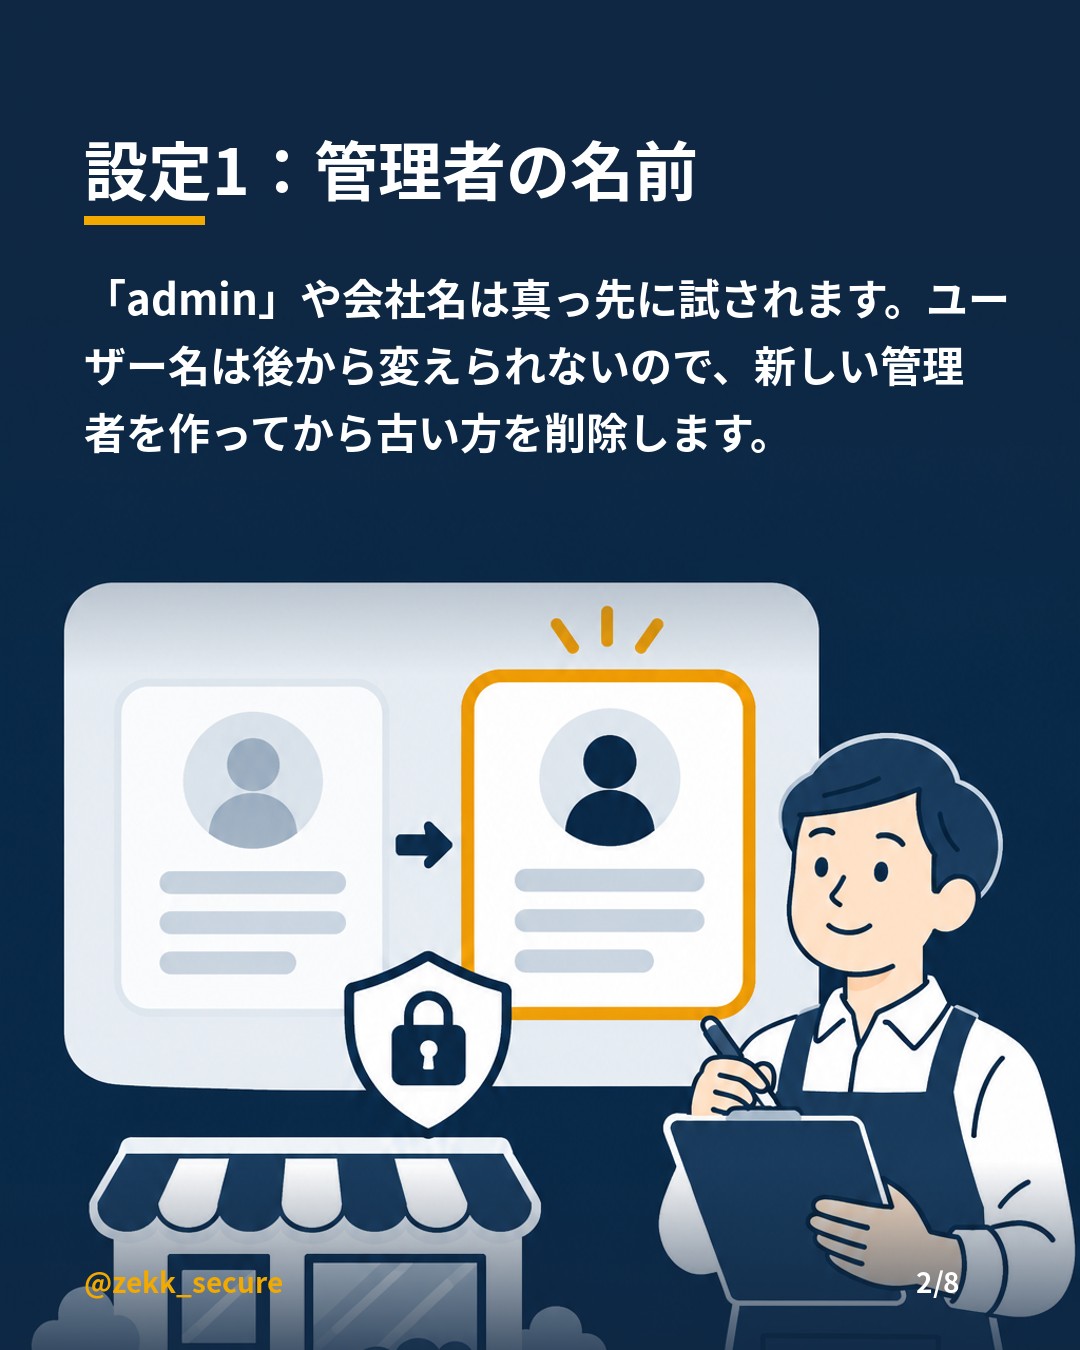 設定1：管理者の名前
「admin」や会社名は真っ先に試されます。ユー
ザー名は後から変えられないので、新しい管理
者を作ってから古い方を削除します。
@zekk_secure
2/8